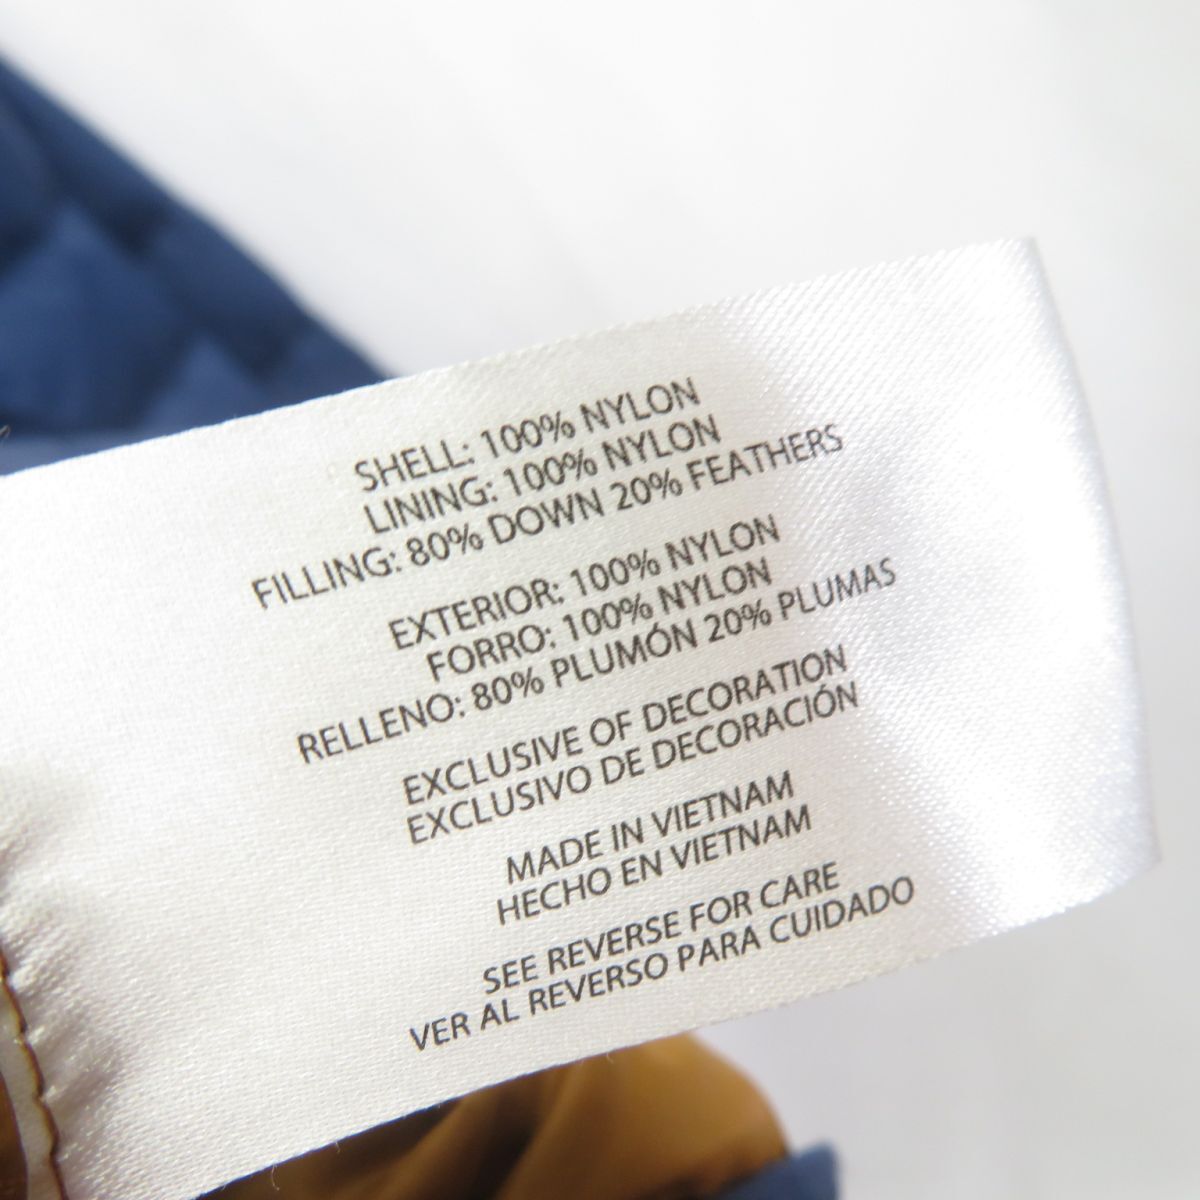 SHELL: 100% NYLON
LINING: 100% NYLON
FILLING: 80% DOWN 20% FEATHERS
EXTERIOR: 100% NYLON
FORRO: 100% NYLON
RELLENO: 80% PLUMÓN 20% PLUMAS
EXCLUSIVE OF DECORATION
EXCLUSIVO DE DECORACIÓN
MADE IN VIETNAM
HECHO EN VIETNAM
SEE REVERSE FOR CARE
VER AL REVERSO PARA CUIDADO